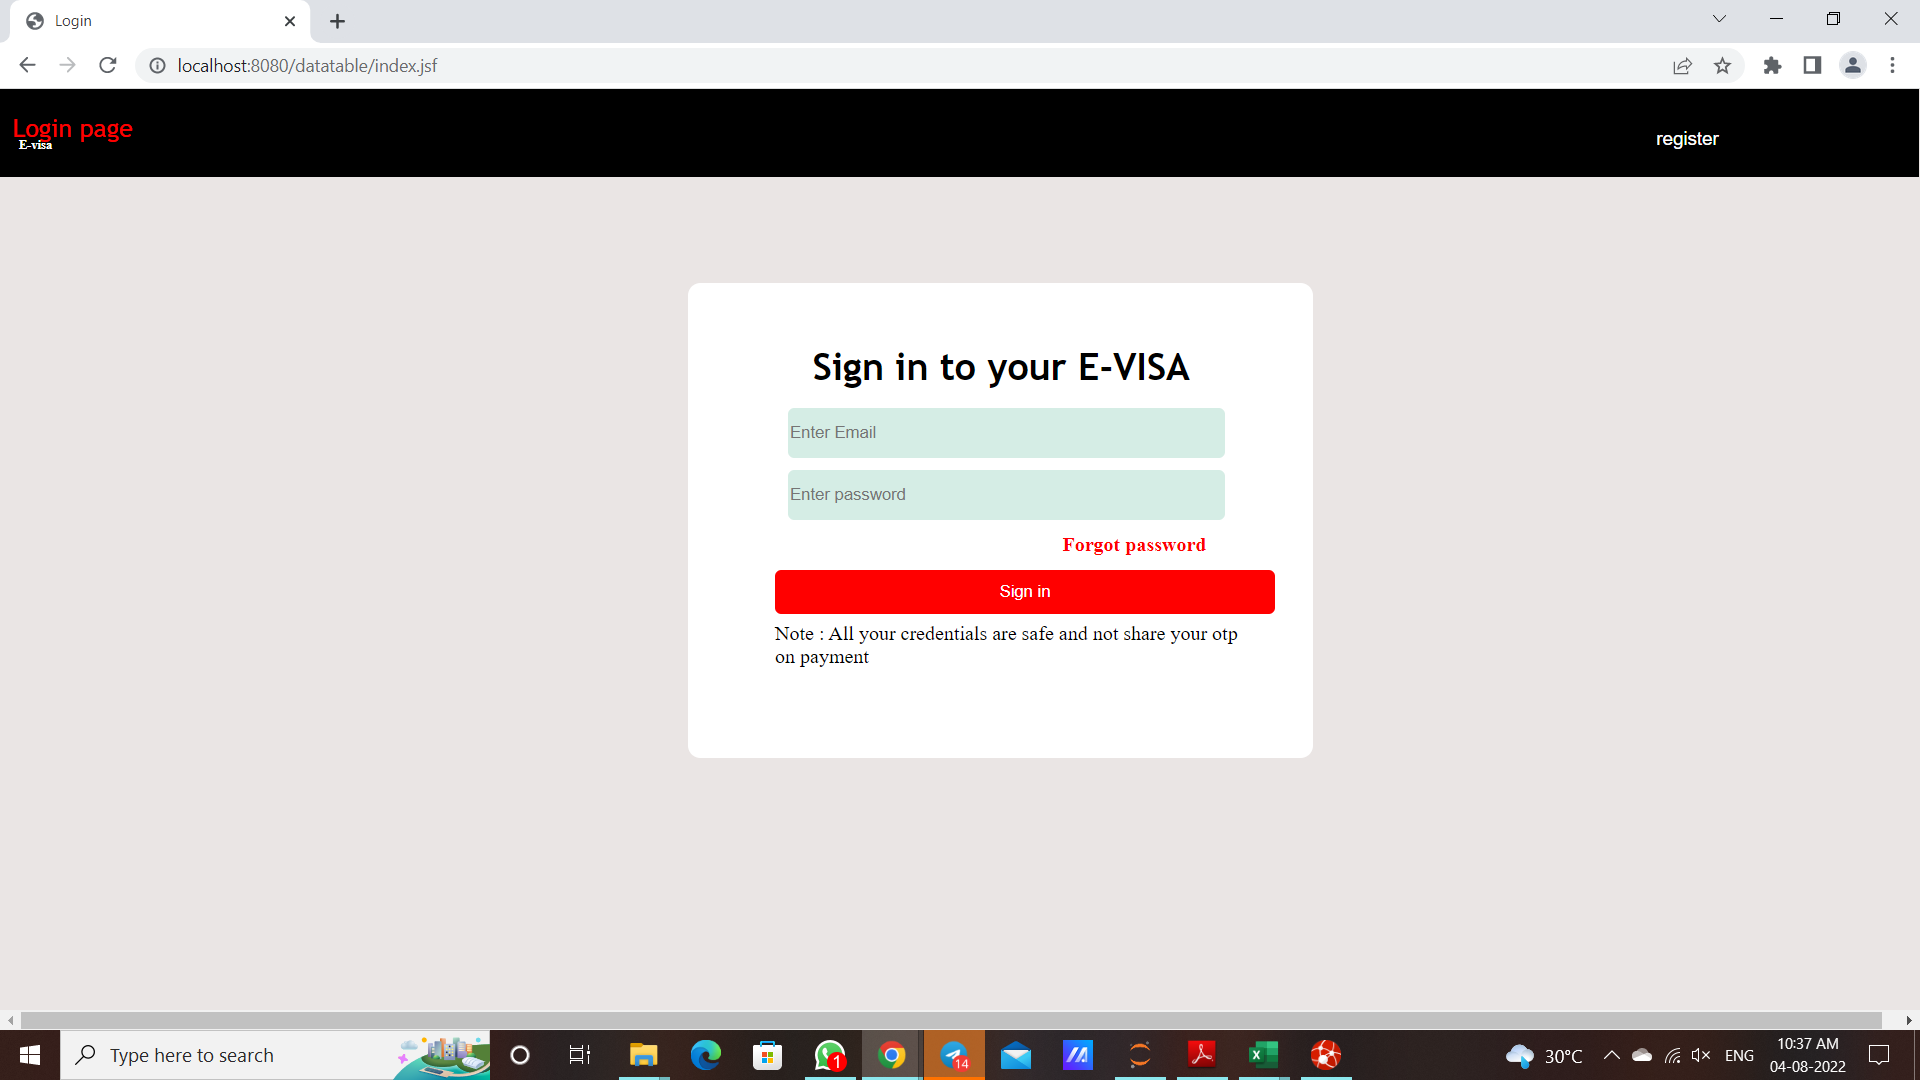 Login
localhost:8080/datatable/index.jsf
Login page
E-visa
register
Sign in to your E-VISA
Enter Email
Enter password
Forgot password
Sign in
Note : All your credentials are safe and not share your otp
on payment
Type here to search
1
14
30°C
ENG
10:37 AM
04-08-2022